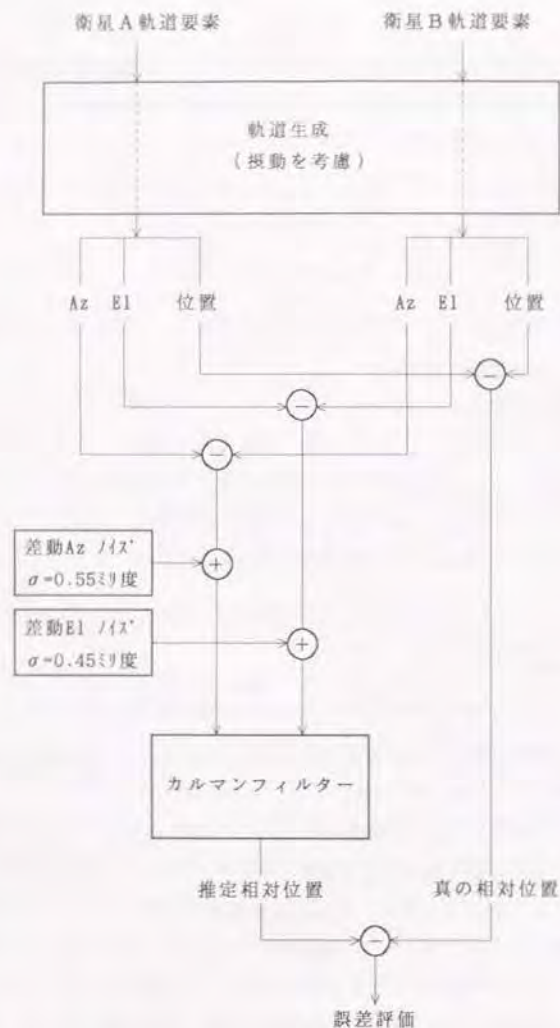 衛星A軌道要素
衛星B軌道要素
軌道生成
(摂動を考慮)
Az El 位置
Az El 位置
−
−
−
差動Az ﾉｲｽﾞ
σ=0.55ﾐﾘ度
+
差動El ﾉｲｽﾞ
σ=0.45ﾐﾘ度
+
カルマンフィルター
推定相対位置
真の相対位置
−
誤差評価